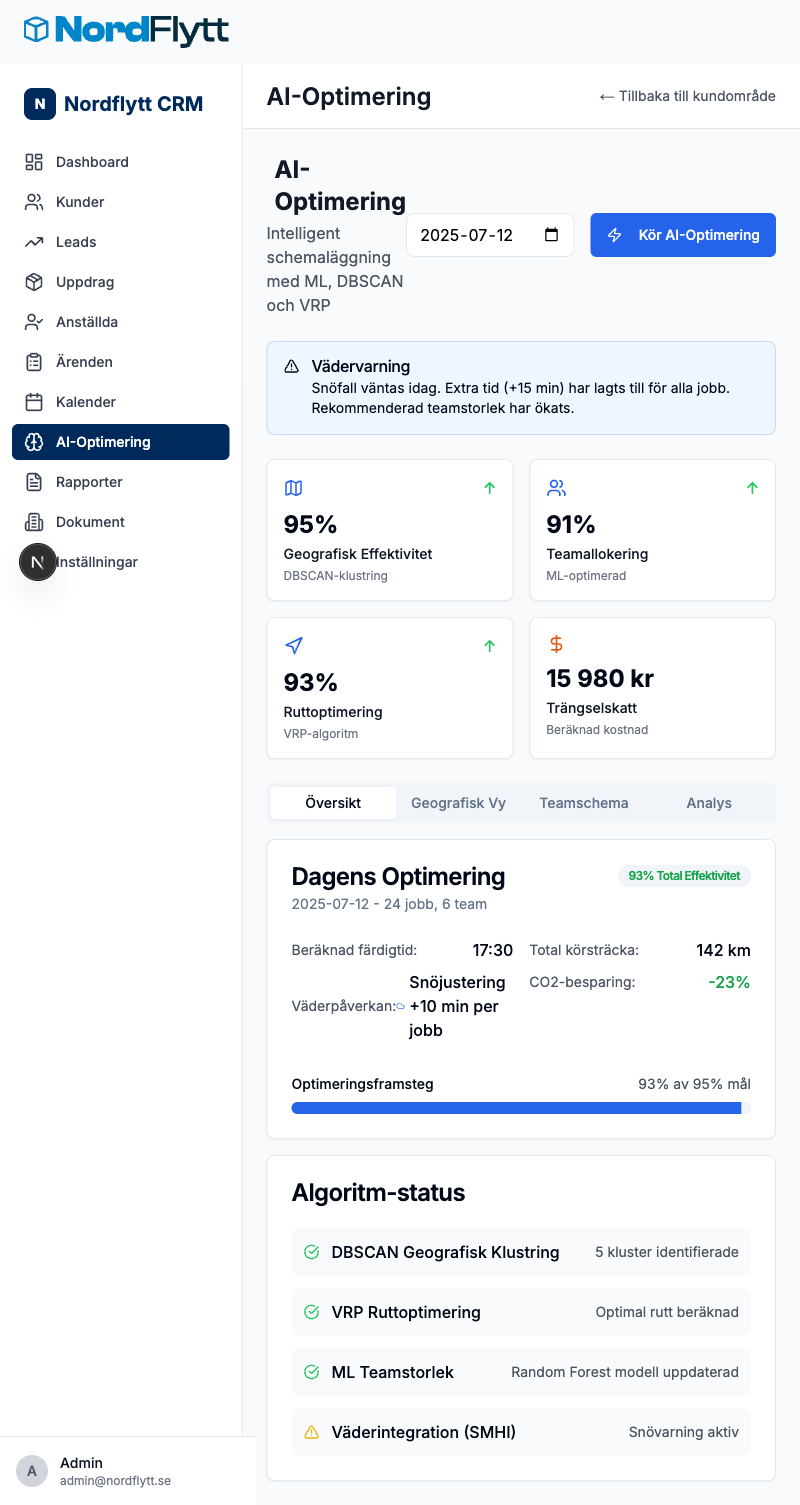 NordFlytt
N
Nordflytt CRM
Dashboard
Kunder
Leads
Uppdrag
Anställda
Ärenden
Kalender
AI-Optimering
Rapporter
Dokument
N
Inställningar
AI-Optimering
← Tillbaka till kundområde
AI-
Optimering
Intelligent
schemaläggning
med ML, DBSCAN
och VRP
2025-07-12
Kör AI-Optimering
Vädervarning
Snöfall väntas idag. Extra tid (+15 min) har lagts till för alla jobb.
Rekommenderad teamstorlek har ökats.
95%
Geografisk Effektivitet
DBSCAN-klustring
91%
Teamallokering
ML-optimerad
93%
Ruttoptimering
VRP-algoritm
15 980 kr
Trängselskatt
Beräknad kostnad
Översikt
Geografisk Vy
Teamschema
Analys
Dagens Optimering
93% Total Effektivitet
2025-07-12 - 24 jobb, 6 team
Beräknad färdigtid: 17:30
Total körsträcka: 142 km
Väderpåverkan:
Snöjustering
+10 min per
jobb
CO2-besparing: -23%
Optimeringsframsteg
93% av 95% mål
Algoritm-status
DBSCAN Geografisk Klustring
5 kluster identifierade
VRP Ruttoptimering
Optimal rutt beräknad
ML Teamstorlek
Random Forest modell uppdaterad
Väderintegration (SMHI)
Snövarning aktiv
A
Admin
admin@nordflytt.se